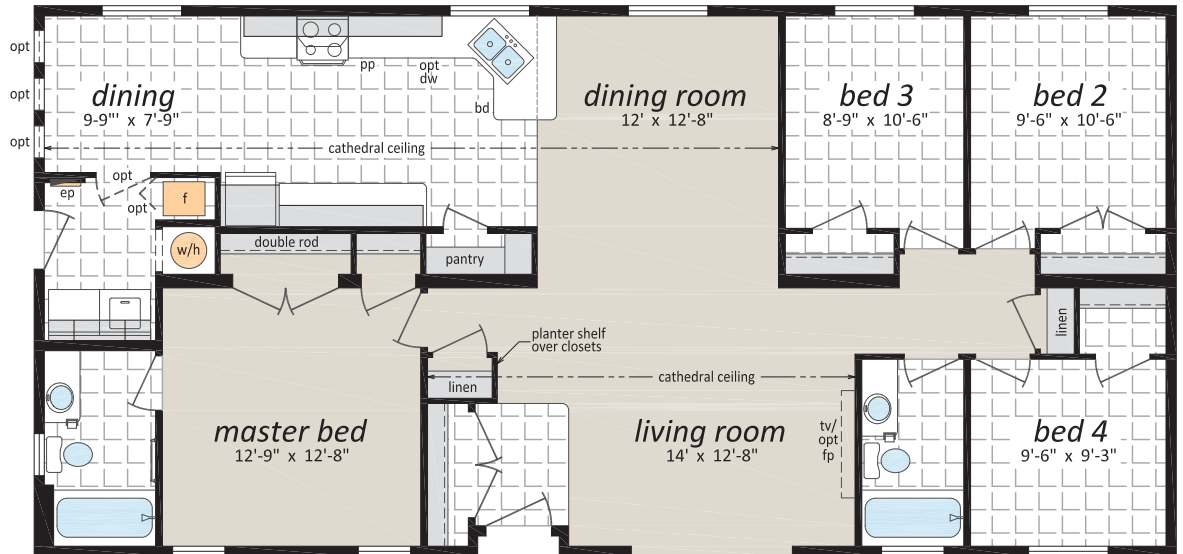 opt
opt
opt
dining
9-9"' x 7'-9"
pp
opt
dw
bd
dining room
12' x 12'-8"
bed 3
8'-9" x 10'-6"
bed 2
9'-6" x 10'-6"
cathedral ceiling
ep
opt
opt
f
w/h
double rod
pantry
linen
planter shelf
over closets
cathedral ceiling
linen
master bed
12'-9" x 12'-8"
living room
14' x 12'-8"
tv/
opt
fp
bed 4
9'-6" x 9'-3"